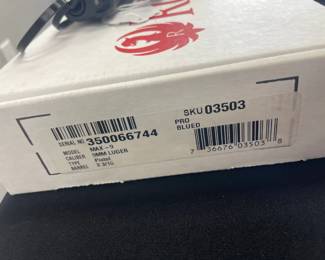 SKU 03503
SERIAL NO 350066744
PRO
BLUED
MODEL MAX-9
CALIBER 9MM LUGER
TYPE Pistol
BARREL
7 36676 03503 8